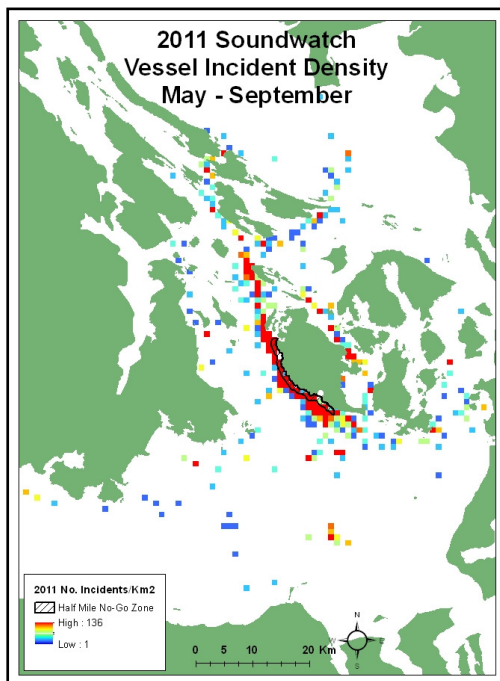 2011 Soundwatch
Vessel Incident Density
May - September
2011 No. Incidents/Km2
Half Mile No-Go Zone
High : 136
Low : 1
0 5 10 20 Km
N
W E
S